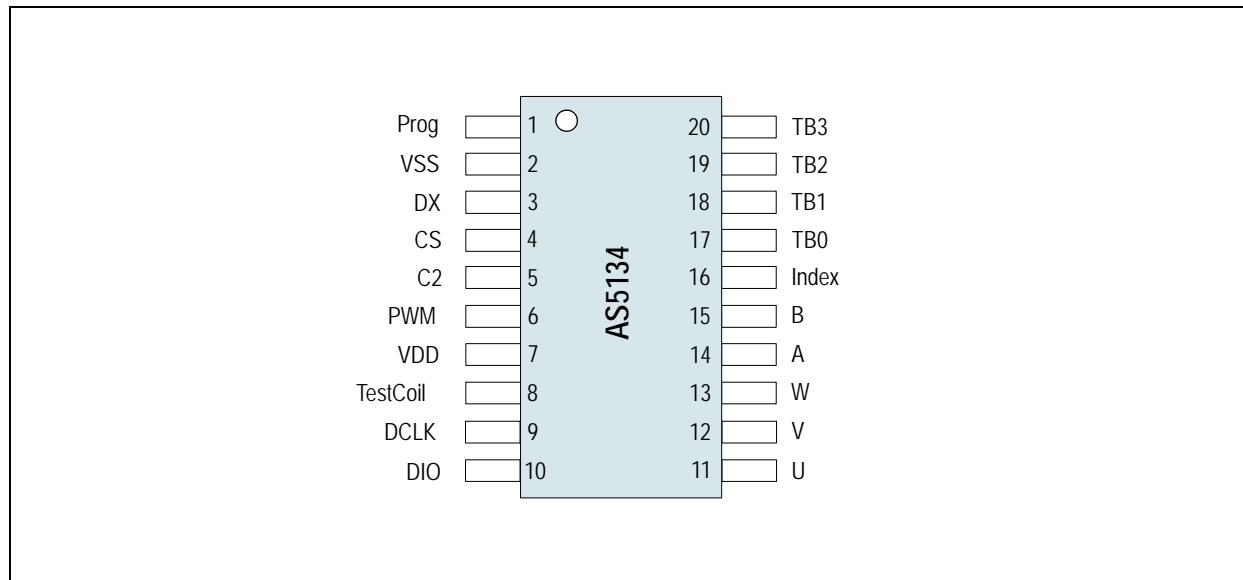 Prog 1 20 TB3
VSS 2 19 TB2
DX 3 18 TB1
CS 4 17 TB0
C2 5 16 Index
PWM 6 15 B
VDD 7 14 A
TestCoil 8 13 W
DCLK 9 12 V
DIO 10 11 U
AS5134